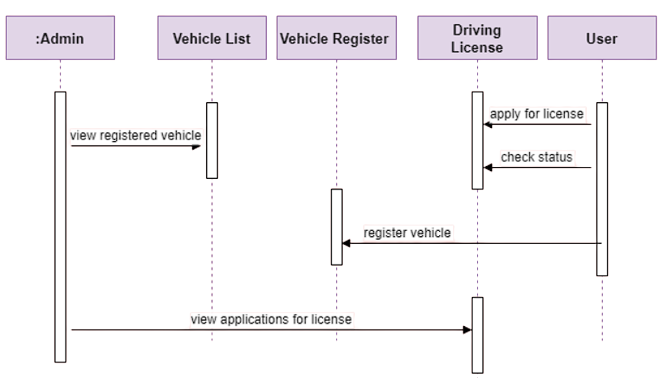 :Admin
Vehicle List
Vehicle Register
Driving
License
User
apply for license
view registered vehicle
check status
register vehicle
view applications for license